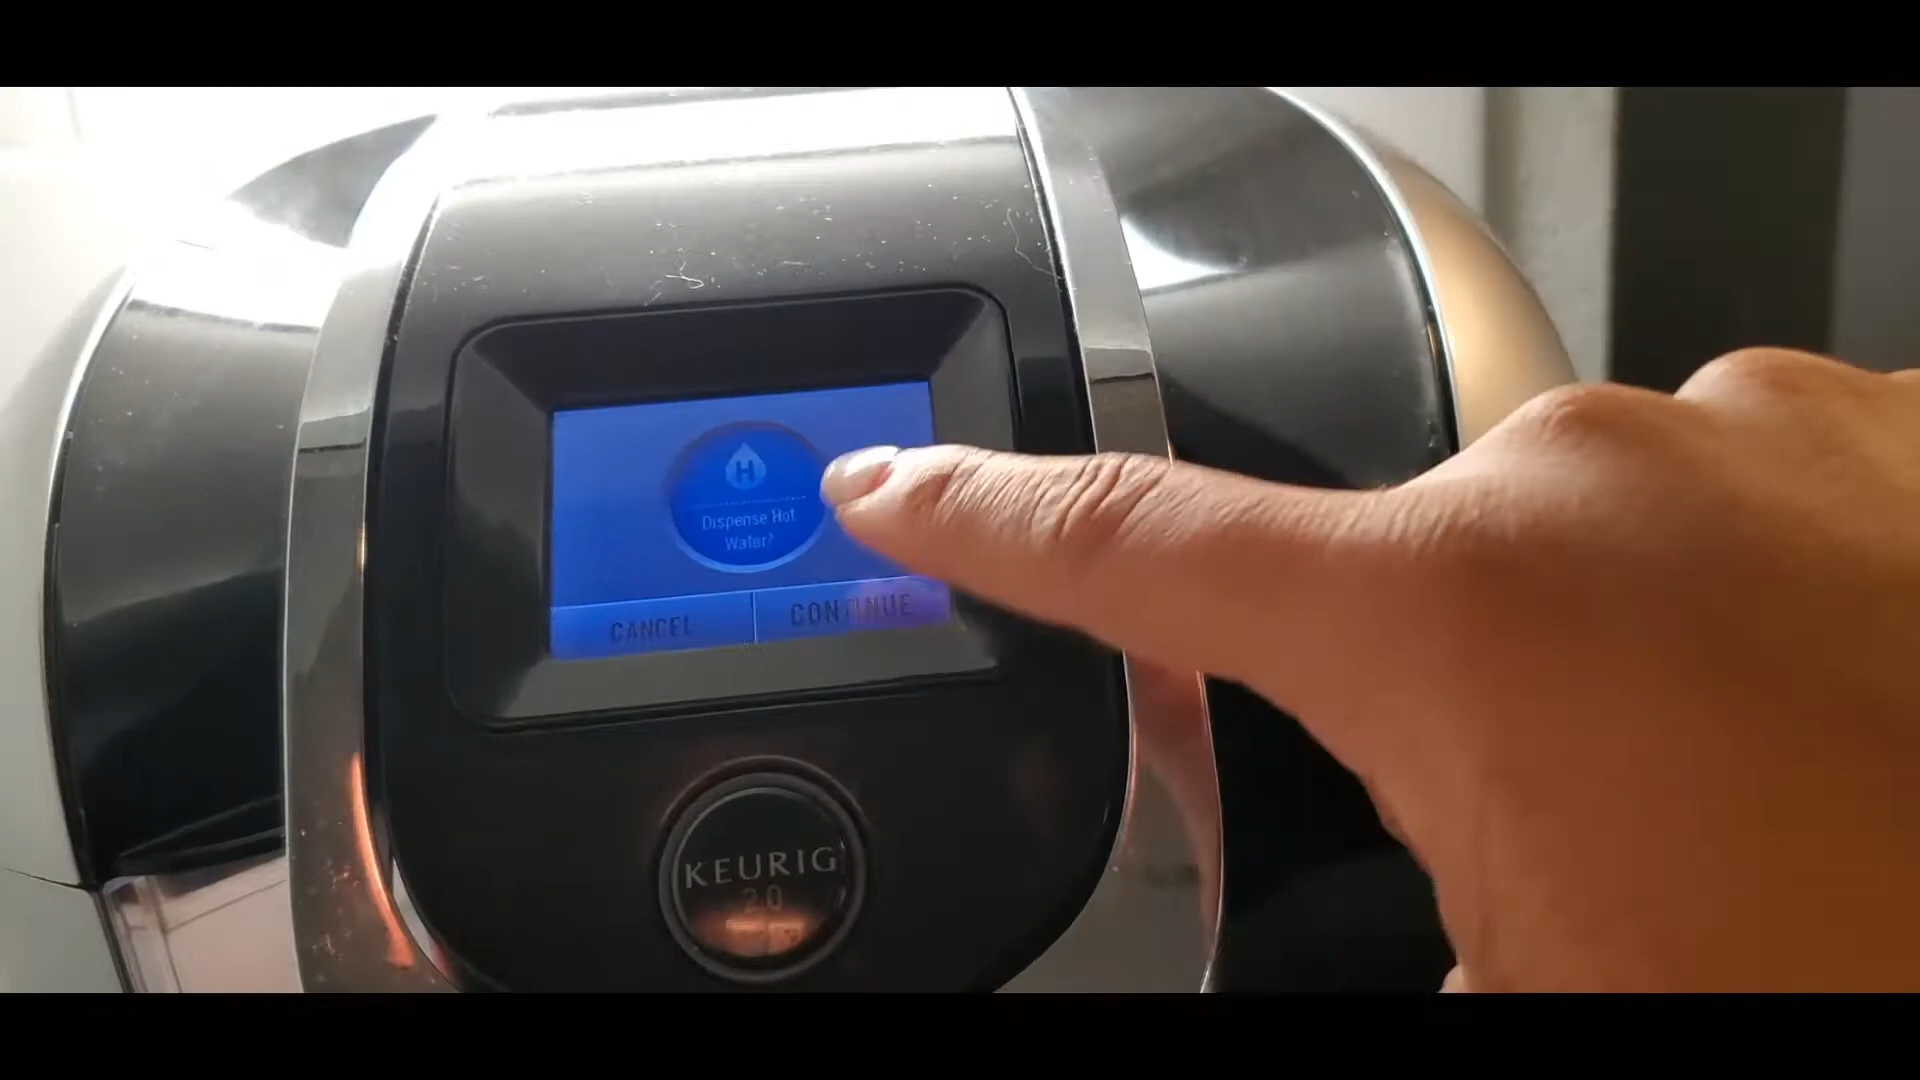 H
Dispense Hot
Water?
CANCEL
CONTINUE
KEURIG
2.0